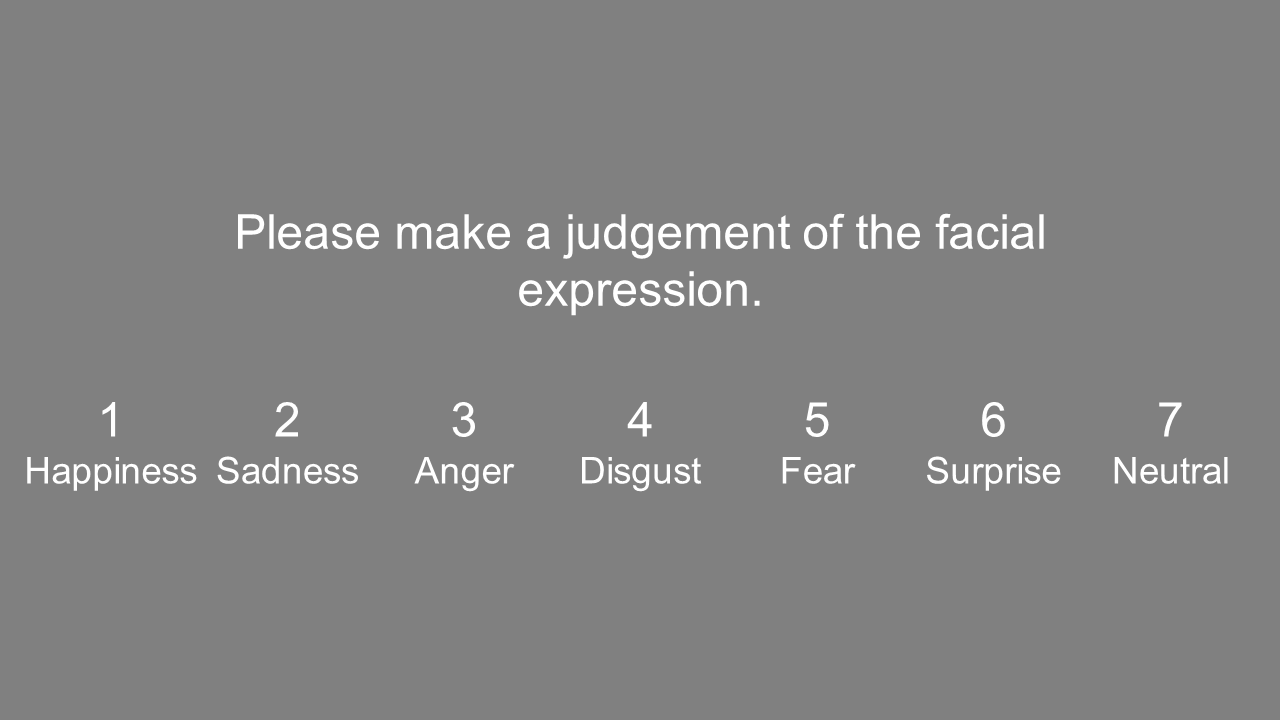 Please make a judgement of the facial
expression.
1 2 3 4 5 6 7
Happiness Sadness Anger Disgust Fear Surprise Neutral